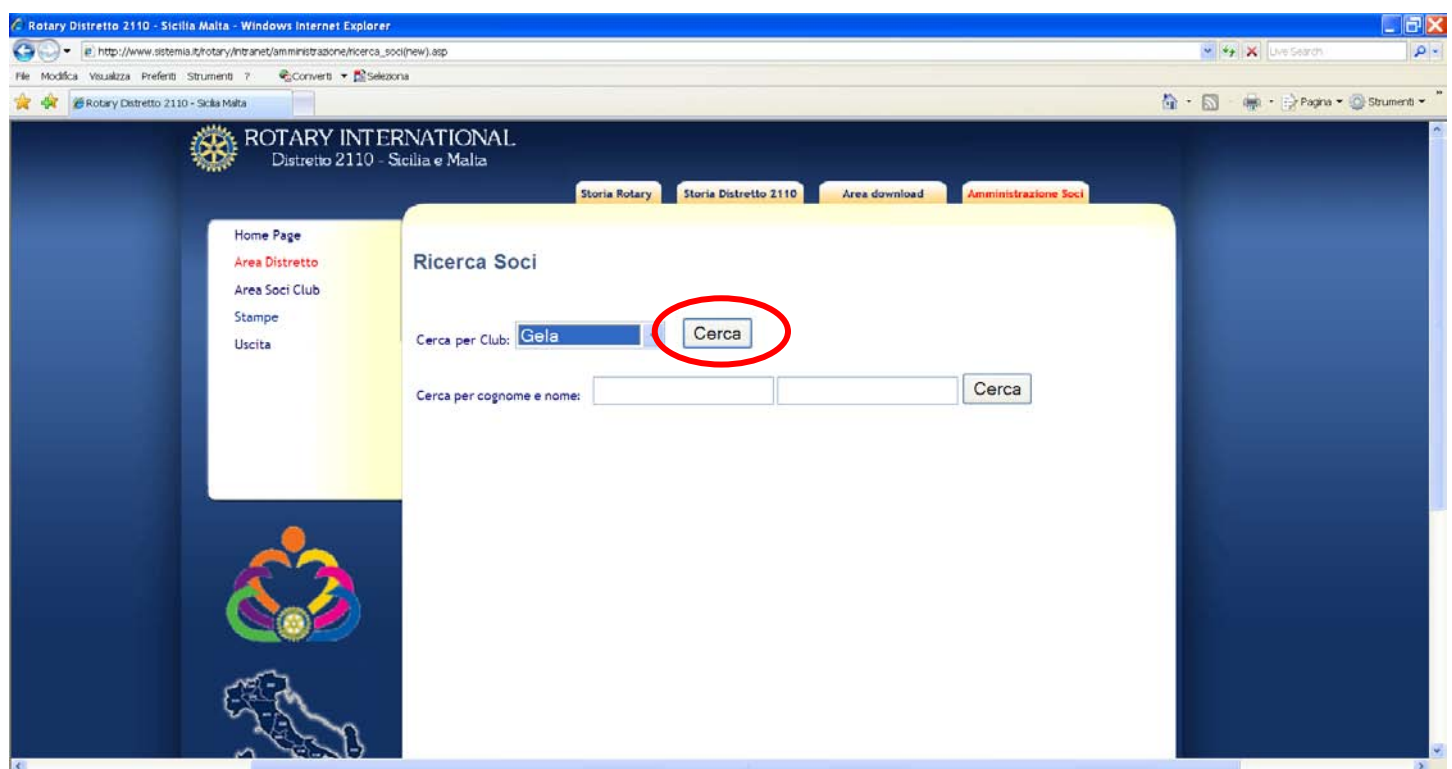 Rotary Distretto 2110 - Sicilia Malta - Windows Internet Explorer
http://www.sistemia.it/rotary/intranet/amministrazione/ricerca_soci(new).asp
Live Search
File Modifica Visualizza Preferiti Strumenti ? Converti Seleziona
Rotary Distretto 2110 - Sicilia Malta
Pagina Strumenti
ROTARY INTERNATIONAL
Distretto 2110 - Sicilia e Malta
Storia Rotary Storia Distretto 2110 Area download Amministrazione Soci
Home Page
Area Distretto
Area Soci Club
Stampe
Uscita
Ricerca Soci
Cerca per Club: Gela Cerca
Cerca per cognome e nome: Cerca